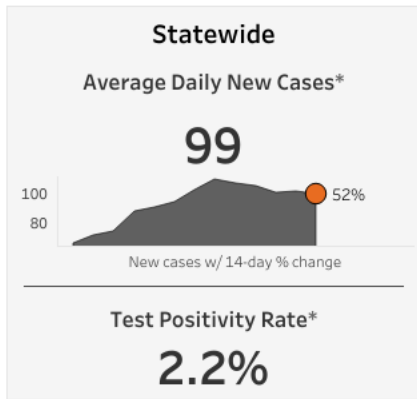 Statewide
Average Daily New Cases*
99
100
52%
80
New cases w/ 14-day % change
Test Positivity Rate*
2.2%